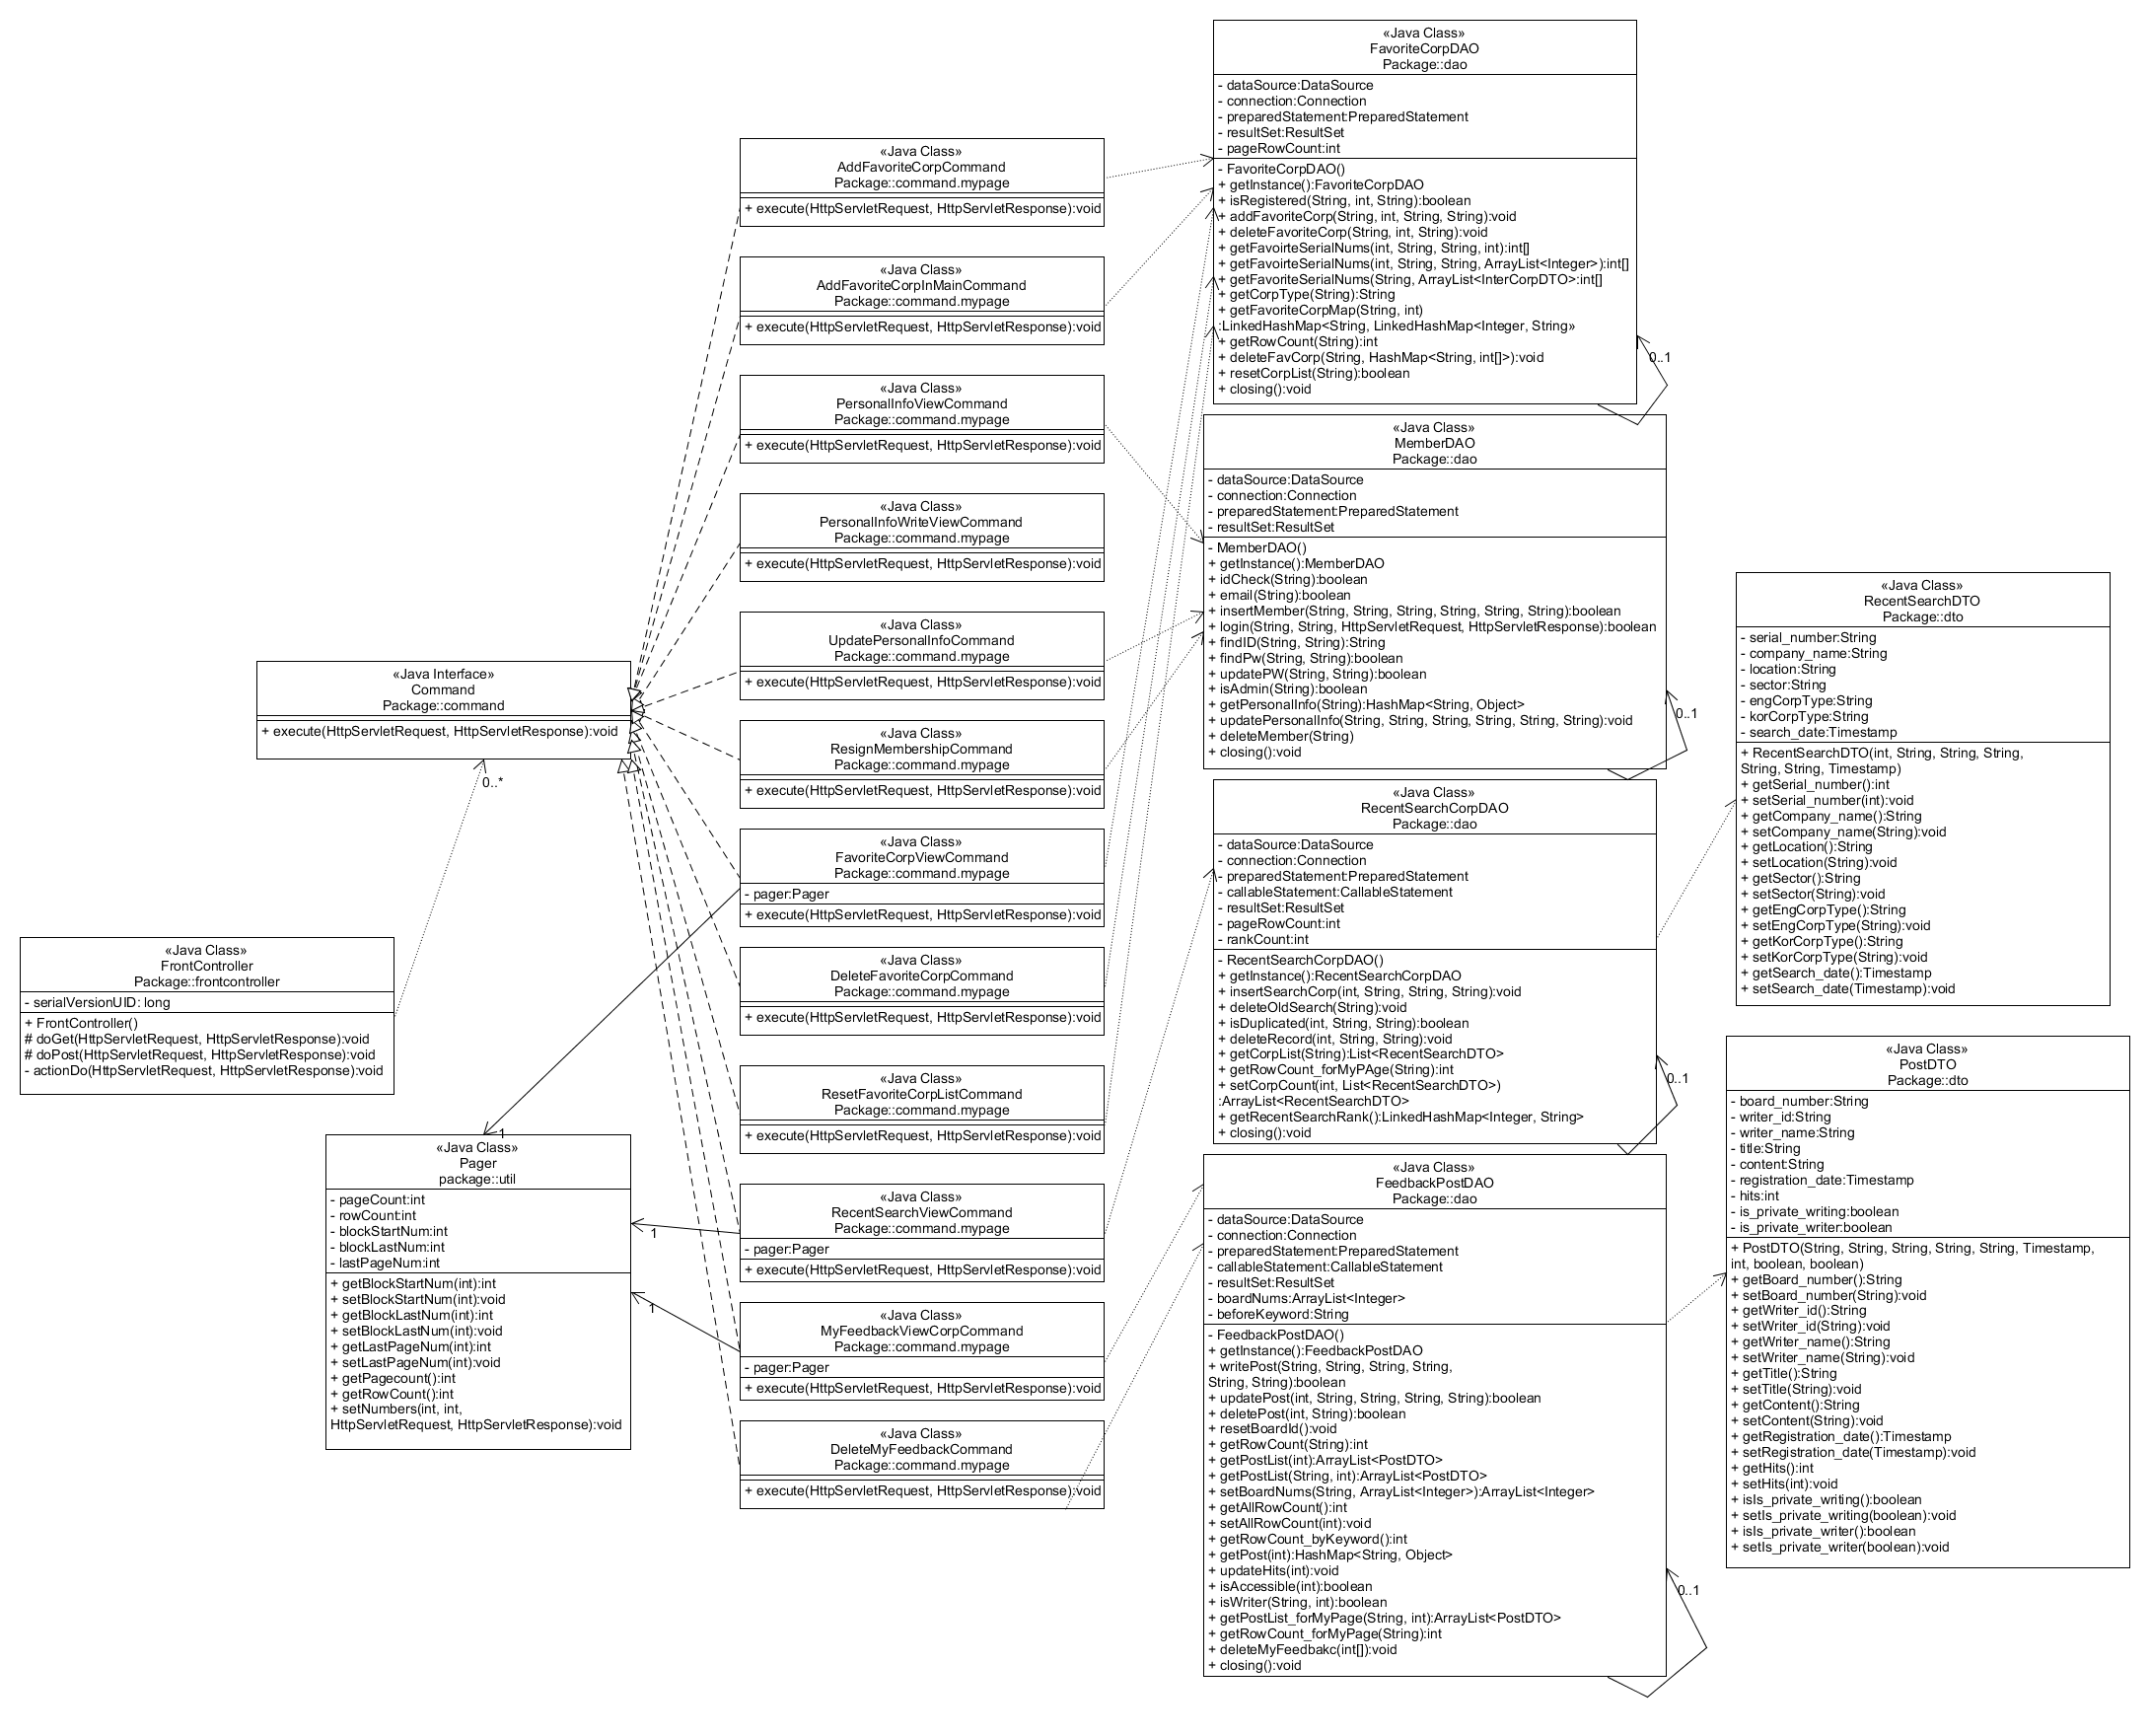 «Java Class»
FavoriteCorpDAO
Package::dao
- dataSource:DataSource
- connection:Connection
- preparedStatement:PreparedStatement
- resultSet:ResultSet
- pageRowCount:int
- FavoriteCorpDAO()
+ getInstance():FavoriteCorpDAO
+ isRegistered(String, int, String):boolean
+ addFavoriteCorp(String, int, String, String):void
+ deleteFavoriteCorp(String, int, String):void
+ getFavoirteSerialNums(int, String, String, int):int[]
+ getFavoirteSerialNums(int, String, String, ArrayList<Integer>):int[]
+ getFavoriteSerialNums(String, ArrayList<InterCorpDTO>:int[]
+ getCorpType(String):String
+ getFavoriteCorpMap(String, int)
:LinkedHashMap<String, LinkedHashMap<Integer, String»
+ getRowCount(String):int
+ deleteFavCorp(String, HashMap<String, int[]>):void
+ resetCorpList(String):boolean
+ closing():void
0..1
«Java Class»
AddFavoriteCorpCommand
Package::command.mypage
+ execute(HttpServletRequest, HttpServletResponse):void
«Java Class»
AddFavoriteCorpInMainCommand
Package::command.mypage
+ execute(HttpServletRequest, HttpServletResponse):void
«Java Class»
PersonalInfoViewCommand
Package::command.mypage
+ execute(HttpServletRequest, HttpServletResponse):void
«Java Class»
PersonalInfoWriteViewCommand
Package::command.mypage
+ execute(HttpServletRequest, HttpServletResponse):void
«Java Class»
UpdatePersonalInfoCommand
Package::command.mypage
+ execute(HttpServletRequest, HttpServletResponse):void
«Java Class»
ResignMembershipCommand
Package::command.mypage
+ execute(HttpServletRequest, HttpServletResponse):void
«Java Class»
FavoriteCorpViewCommand
Package::command.mypage
- pager:Pager
+ execute(HttpServletRequest, HttpServletResponse):void
«Java Class»
DeleteFavoriteCorpCommand
Package::command.mypage
+ execute(HttpServletRequest, HttpServletResponse):void
«Java Class»
ResetFavoriteCorpListCommand
Package::command.mypage
+ execute(HttpServletRequest, HttpServletResponse):void
«Java Class»
RecentSearchViewCommand
Package::command.mypage
- pager:Pager
+ execute(HttpServletRequest, HttpServletResponse):void
«Java Class»
MyFeedbackViewCorpCommand
Package::command.mypage
- pager:Pager
+ execute(HttpServletRequest, HttpServletResponse):void
«Java Class»
DeleteMyFeedbackCommand
Package::command.mypage
+ execute(HttpServletRequest, HttpServletResponse):void
«Java Interface»
Command
Package::command
+ execute(HttpServletRequest, HttpServletResponse):void
0..*
«Java Class»
FrontController
Package::frontcontroller
- serialVersionUID: long
+ FrontController()
# doGet(HttpServletRequest, HttpServletResponse):void
# doPost(HttpServletRequest, HttpServletResponse):void
- actionDo(HttpServletRequest, HttpServletResponse):void
1
«Java Class»
Pager
package::util
- pageCount:int
- rowCount:int
- blockStartNum:int
- blockLastNum:int
- lastPageNum:int
+ getBlockStartNum(int):int
+ setBlockStartNum(int):void
+ getBlockLastNum(int):int
+ setBlockLastNum(int):void
+ getLastPageNum(int):int
+ setLastPageNum(int):void
+ getPagecount():int
+ getRowCount():int
+ setNumbers(int, int,
HttpServletRequest, HttpServletResponse):void
1
1
«Java Class»
MemberDAO
Package::dao
- dataSource:DataSource
- connection:Connection
- preparedStatement:PreparedStatement
- resultSet:ResultSet
- MemberDAO()
+ getInstance():MemberDAO
+ idCheck(String):boolean
+ email(String):boolean
+ insertMember(String, String, String, String, String, String):boolean
+ login(String, String, HttpServletRequest, HttpServletResponse):boolean
+ findID(String, String):String
+ findPw(String, String):boolean
+ updatePW(String, String):boolean
+ isAdmin(String):boolean
+ getPersonalInfo(String):HashMap<String, Object>
+ updatePersonalInfo(String, String, String, String, String, String):void
+ deleteMember(String)
+ closing():void
0..1
«Java Class»
RecentSearchCorpDAO
Package::dao
- dataSource:DataSource
- connection:Connection
- preparedStatement:PreparedStatement
- callableStatement:CallableStatement
- resultSet:ResultSet
- pageRowCount:int
- rankCount:int
- RecentSearchCorpDAO()
+ getInstance():RecentSearchCorpDAO
+ insertSearchCorp(int, String, String, String):void
+ deleteOldSearch(String):void
+ isDuplicated(int, String, String):boolean
+ deleteRecord(int, String, String):void
+ getCorpList(String):List<RecentSearchDTO>
+ getRowCount_forMyPAge(String):int
+ setCorpCount(int, List<RecentSearchDTO>)
:ArrayList<RecentSearchDTO>
+ getRecentSearchRank():LinkedHashMap<Integer, String>
+ closing():void
0..1
«Java Class»
FeedbackPostDAO
Package::dao
- dataSource:DataSource
- connection:Connection
- preparedStatement:PreparedStatement
- callableStatement:CallableStatement
- resultSet:ResultSet
- boardNums:ArrayList<Integer>
- beforeKeyword:String
- FeedbackPostDAO()
+ getInstance():FeedbackPostDAO
+ writePost(String, String, String, String,
String, String):boolean
+ updatePost(int, String, String, String, String):boolean
+ deletePost(int, String):boolean
+ resetBoardId():void
+ getRowCount(String):int
+ getPostList(int):ArrayList<PostDTO>
+ getPostList(String, int):ArrayList<PostDTO>
+ setBoardNums(String, ArrayList<Integer>):ArrayList<Integer>
+ getAllRowCount():int
+ setAllRowCount(int):void
+ getRowCount_byKeyword():int
+ getPost(int):HashMap<String, Object>
+ updateHits(int):void
+ isAccessible(int):boolean
+ isWriter(String, int):boolean
+ getPostList_forMyPage(String, int):ArrayList<PostDTO>
+ getRowCount_forMyPage(String):int
+ deleteMyFeedbakc(int[]):void
+ closing():void
0..1
«Java Class»
RecentSearchDTO
Package::dto
- serial_number:String
- company_name:String
- location:String
- sector:String
- engCorpType:String
- korCorpType:String
- search_date:Timestamp
+ RecentSearchDTO(int, String, String, String,
String, String, Timestamp)
+ getSerial_number():int
+ setSerial_number(int):void
+ getCompany_name():String
+ setCompany_name(String):void
+ getLocation():String
+ setLocation(String):void
+ getSector():String
+ setSector(String):void
+ getEngCorpType():String
+ setEngCorpType(String):void
+ getKorCorpType():String
+ setKorCorpType(String):void
+ getSearch_date():Timestamp
+ setSearch_date(Timestamp):void
«Java Class»
PostDTO
Package::dto
- board_number:String
- writer_id:String
- writer_name:String
- title:String
- content:String
- registration_date:Timestamp
- hits:int
- is_private_writing:boolean
- is_private_writer:boolean
+ PostDTO(String, String, String, String, String, Timestamp,
int, boolean, boolean)
+ getBoard_number():String
+ setBoard_number(String):void
+ getWriter_id():String
+ setWriter_id(String):void
+ getWriter_name():String
+ setWriter_name(String):void
+ getTitle():String
+ setTitle(String):void
+ getContent():String
+ setContent(String):void
+ getRegistration_date():Timestamp
+ setRegistration_date(Timestamp):void
+ getHits():int
+ setHits(int):void
+ isIs_private_writing():boolean
+ setIs_private_writing(boolean):void
+ isIs_private_writer():boolean
+ setIs_private_writer(boolean):void